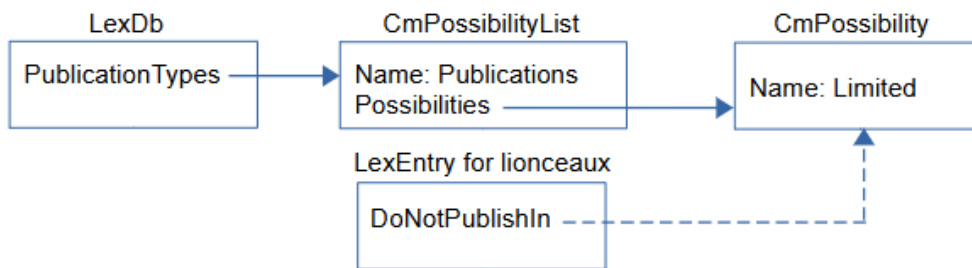 LexDb
CmPossibilityList
CmPossibility
PublicationTypes
Name: Publications
Possibilities
Name: Limited
LexEntry for lionceaux
DoNotPublishIn